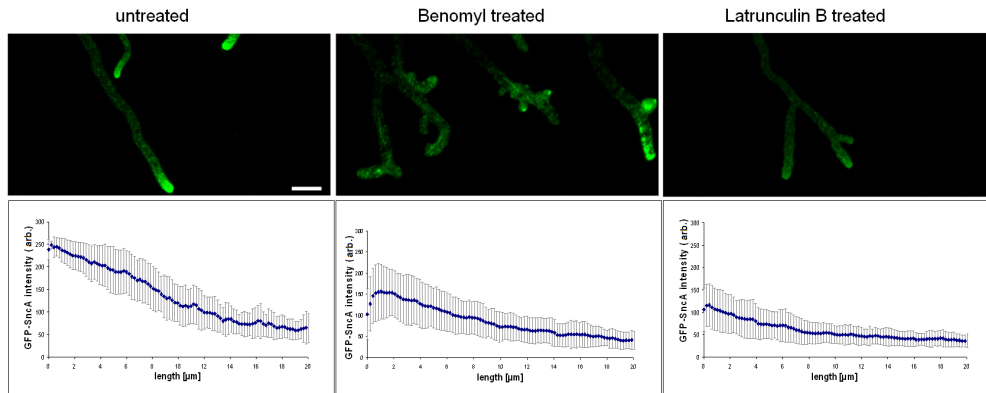 untreated
Benomyl treated
Latrunculin B treated
GFP-SncA intensity ( arb.)
300
250
200
150
100
50
0
0 2 4 6 8 10 12 14 16 18 20
length [µm]
GFP-SncA intensity ( arb.)
300
250
200
150
100
50
0
0 2 4 6 8 10 12 14 16 18 20
length [µm]
GFP-SncA intensity ( arb.)
300
250
200
150
100
50
0
0 2 4 6 8 10 12 14 16 18 20
length [µm]